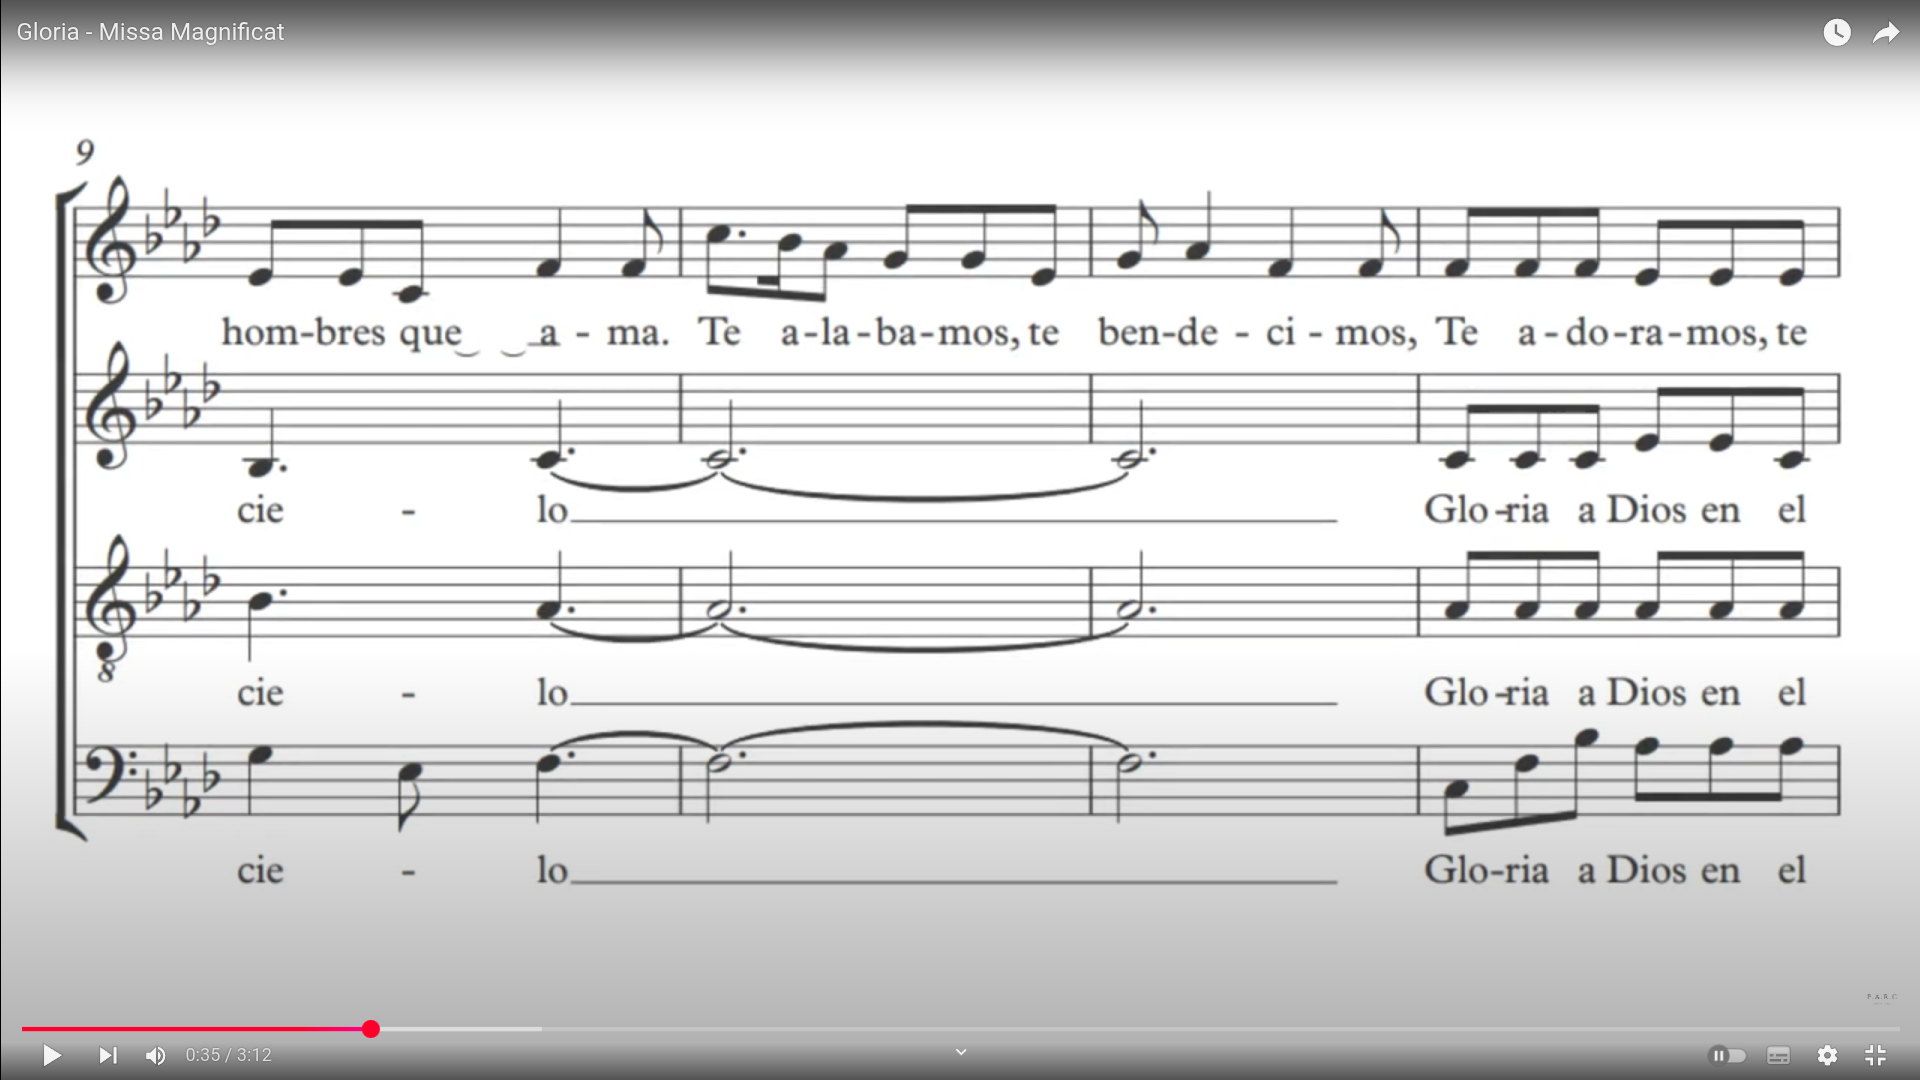 Gloria - Missa Magnificat
9
hom-bres que a - ma. Te a-la-ba-mos, te ben-de - ci - mos, Te a-do-ra-mos, te
cie - lo Glo-ria a Dios en el
8
cie - lo Glo-ria a Dios en el
cie - lo Glo-ria a Dios en el
P.A.R.C
0:35 / 3:12